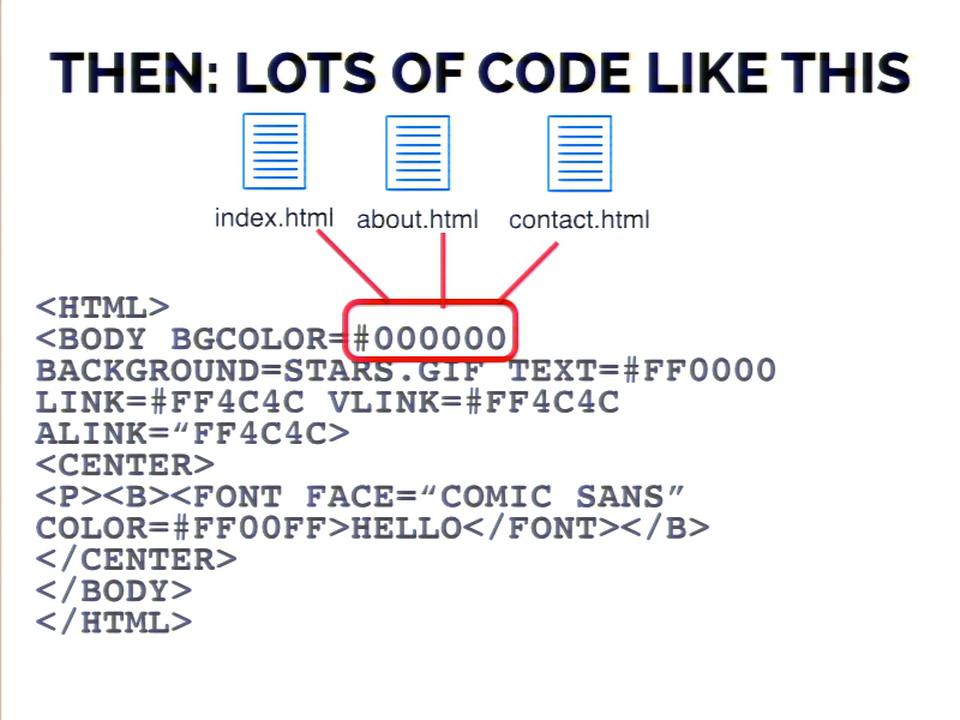 THEN: LOTS OF CODE LIKE THIS
index.html about.html contact.html
<HTML>
<BODY BGCOLOR=#000000
BACKGROUND=STARS.GIF TEXT=#FF0000
LINK=#FF4C4C VLINK=#FF4C4C
ALINK=“FF4C4C>
<CENTER>
<P><B><FONT FACE=“COMIC SANS”
COLOR=#FF00FF>HELLO</FONT></B>
</CENTER>
</BODY>
</HTML>